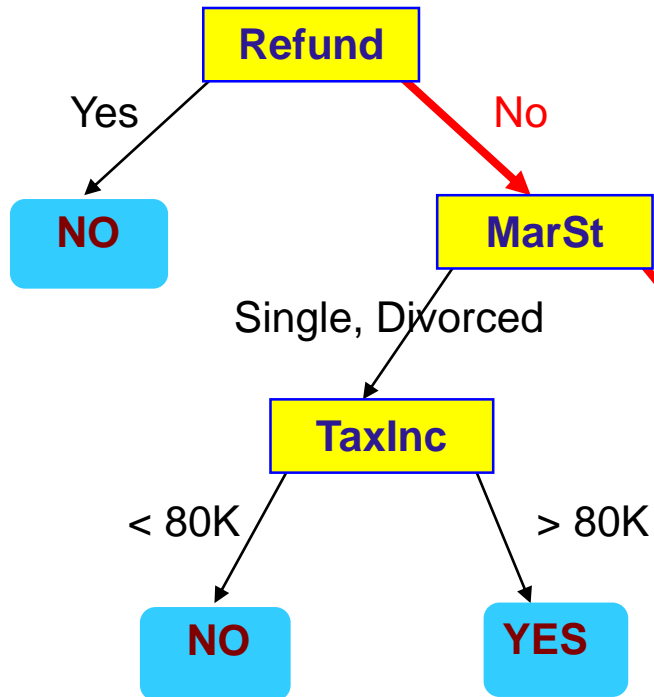 Refund
Yes
No
NO
MarSt
Single, Divorced
TaxInc
< 80K
> 80K
NO
YES